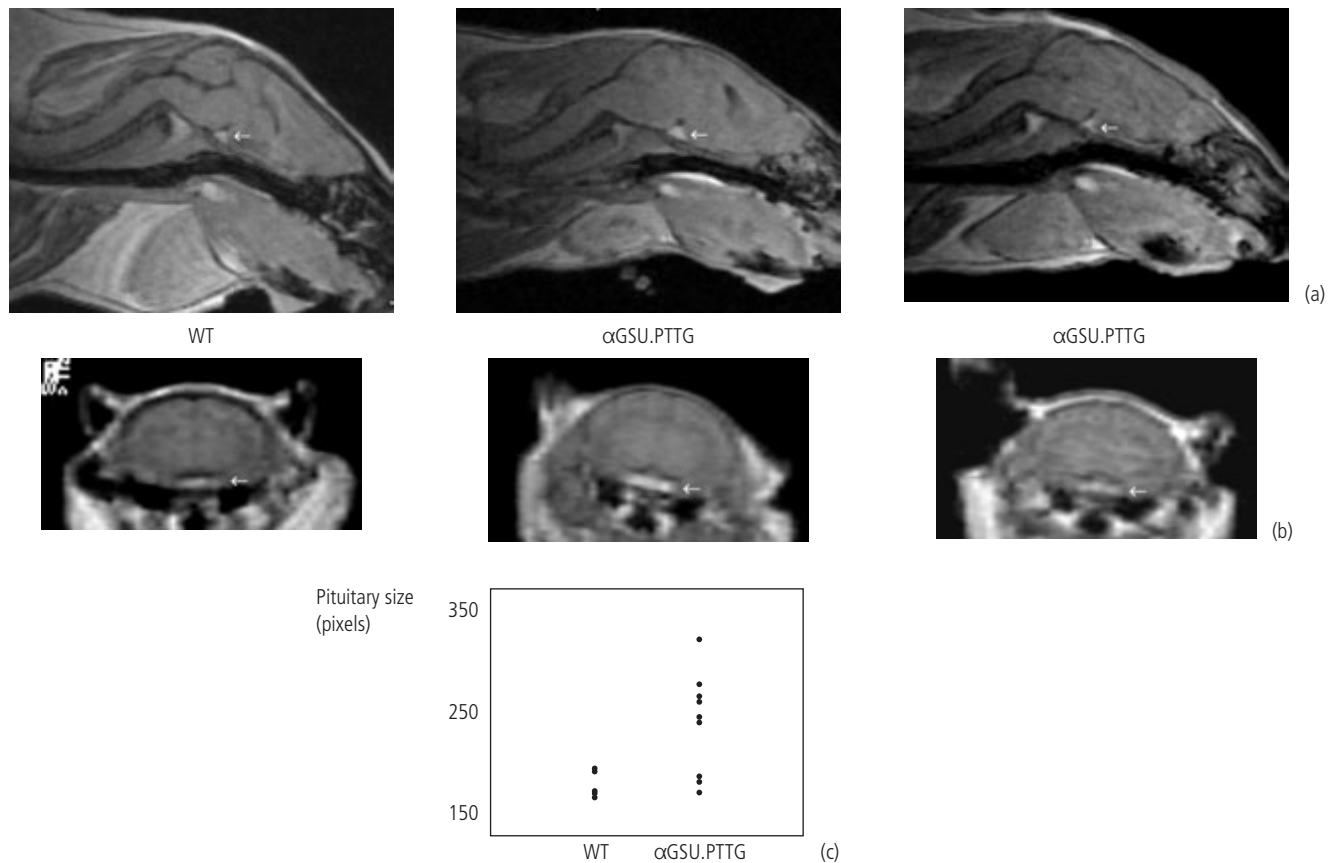 (a)
WT
αGSU.PTTG
αGSU.PTTG
(b)
Pituitary size
(pixels)
350
250
150
WT
αGSU.PTTG
(c)